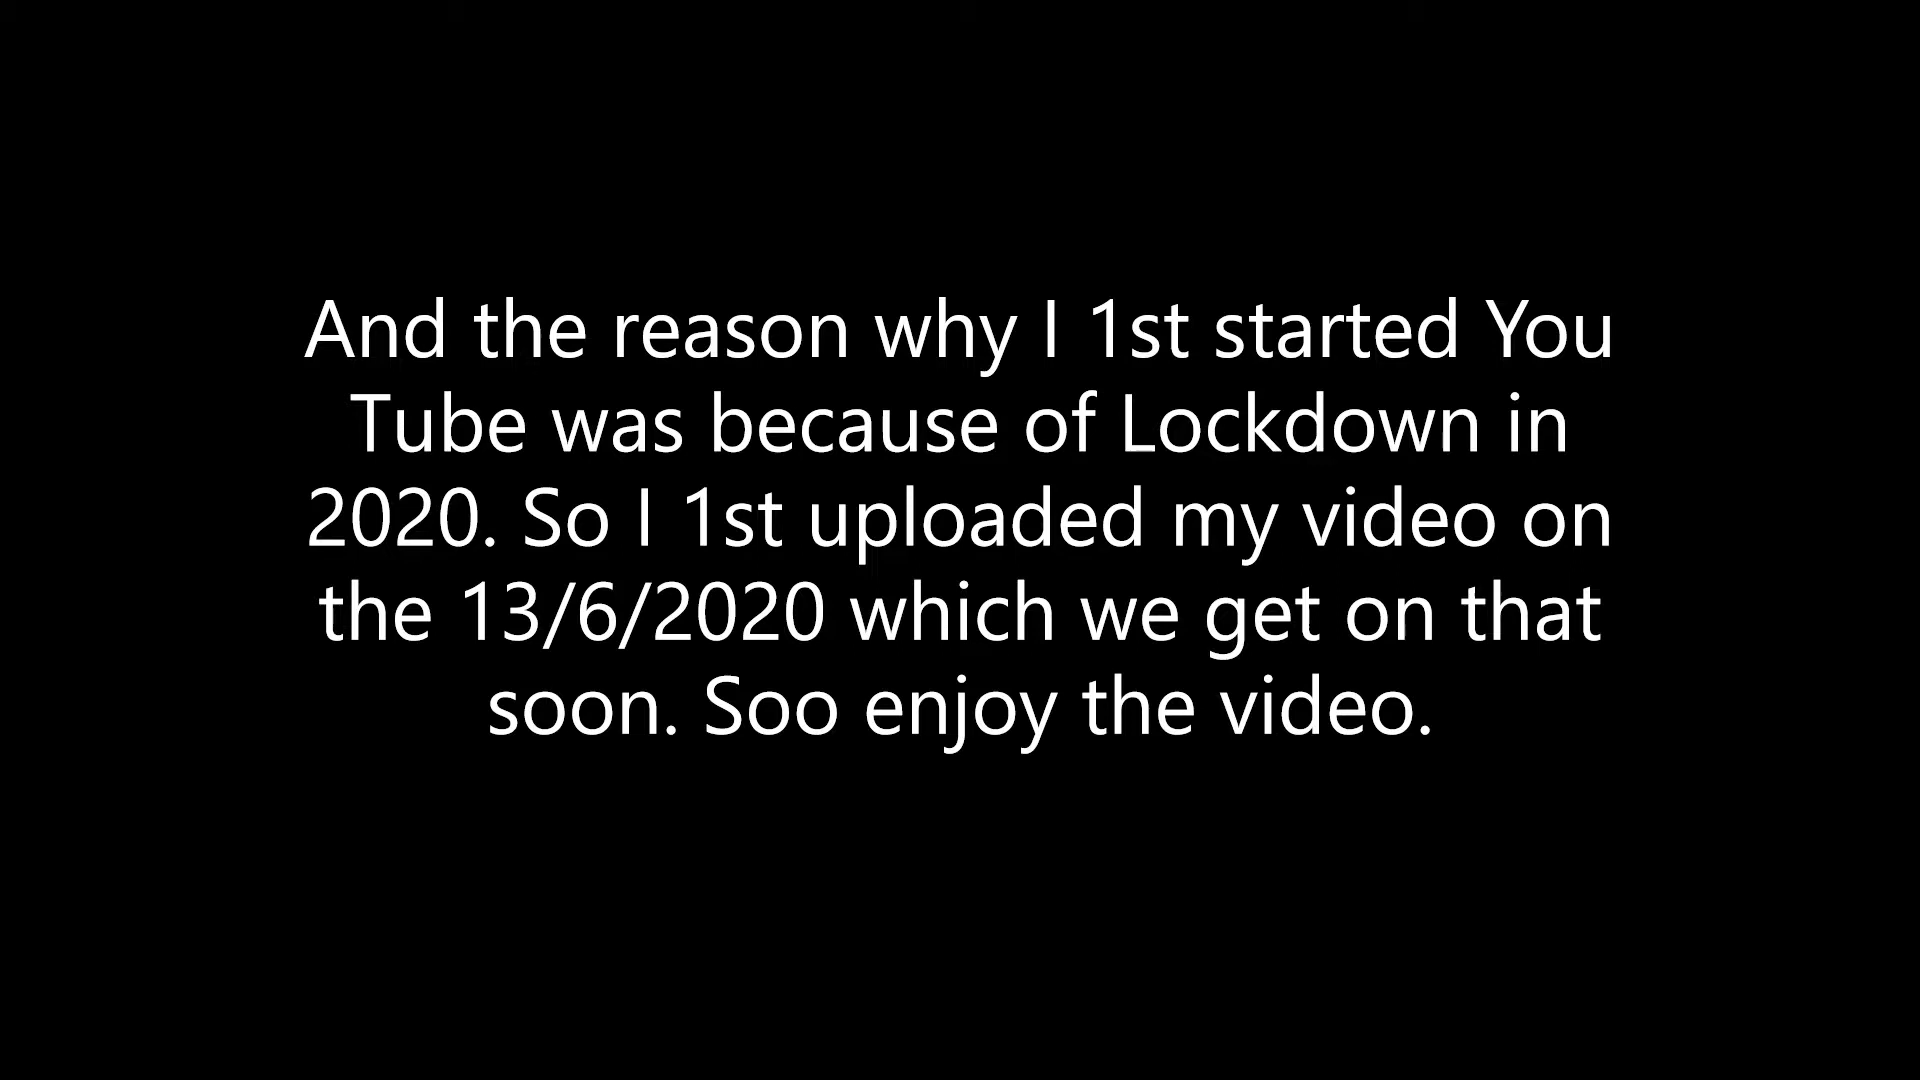 And the reason why I 1st started You
Tube was because of Lockdown in
2020. So I 1st uploaded my video on
the 13/6/2020 which we get on that
soon. Soo enjoy the video.